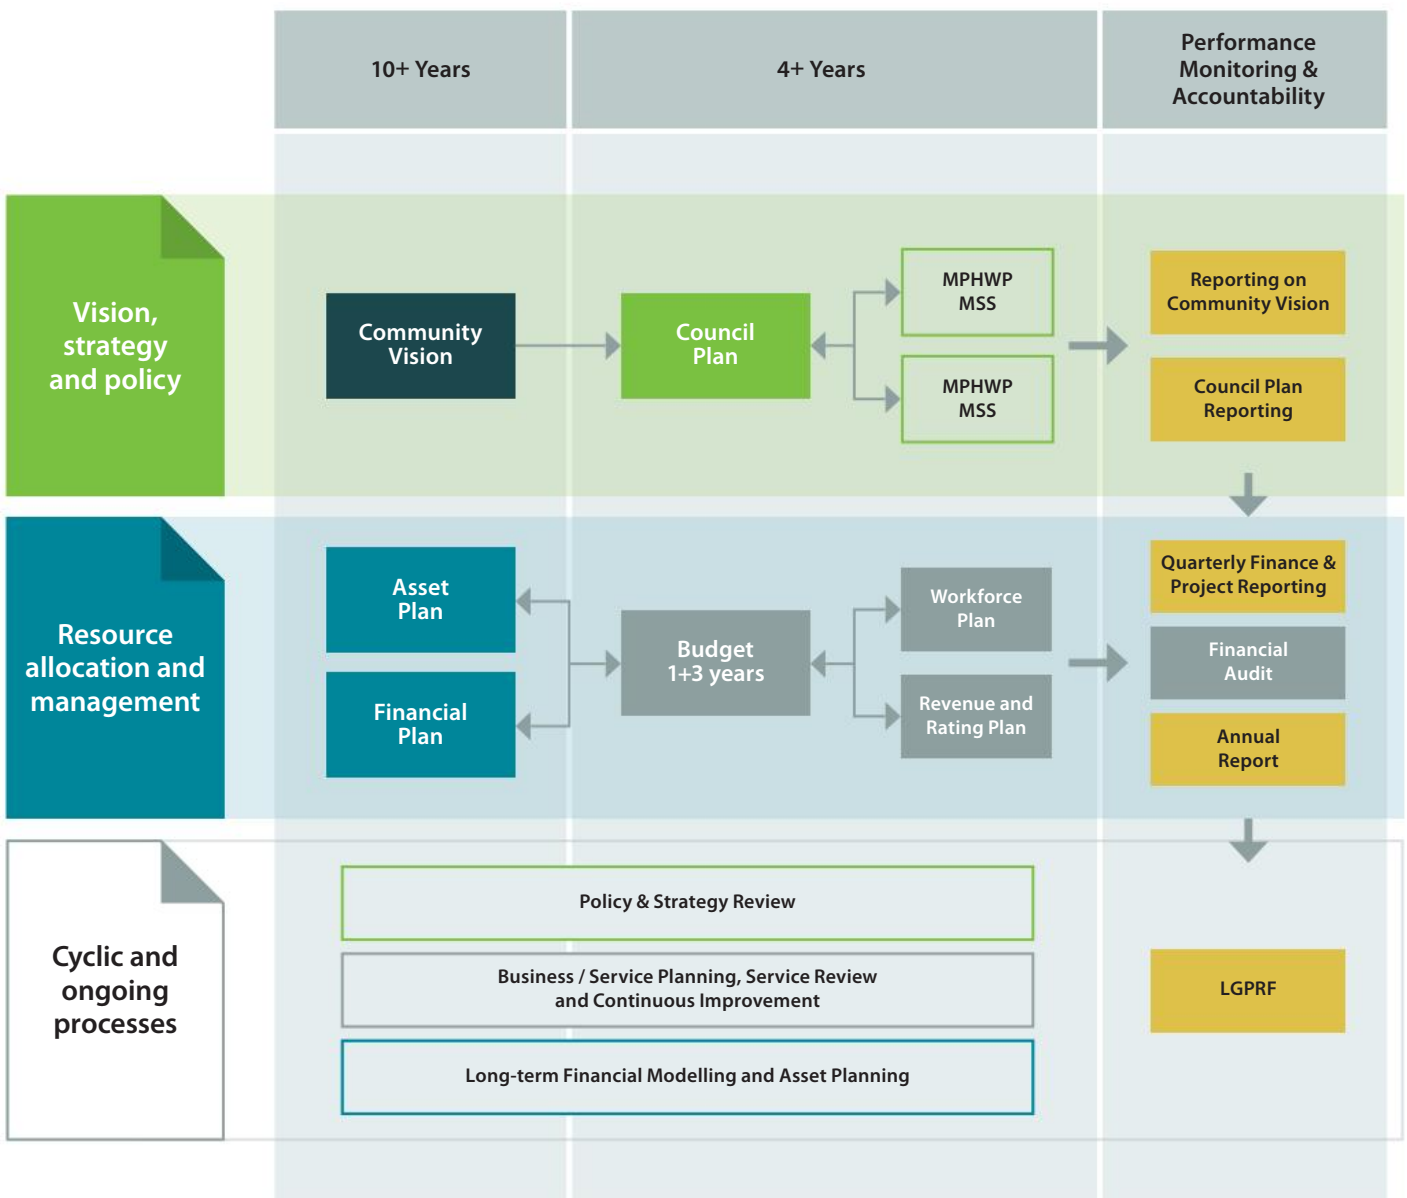 10+ Years
4+ Years
Performance
Monitoring &
Accountability
Vision,
strategy
and policy
Community
Vision
Council
Plan
MPHWP
MSS
MPHWP
MSS
Reporting on
Community Vision
Council Plan
Reporting
Resource
allocation and
management
Asset
Plan
Financial
Plan
Budget
1+3 years
Workforce
Plan
Revenue and
Rating Plan
Quarterly Finance &
Project Reporting
Financial
Audit
Annual
Report
Cyclic and
ongoing
processes
Policy & Strategy Review
Business / Service Planning, Service Review
and Continuous Improvement
Long-term Financial Modelling and Asset Planning
LGPRF